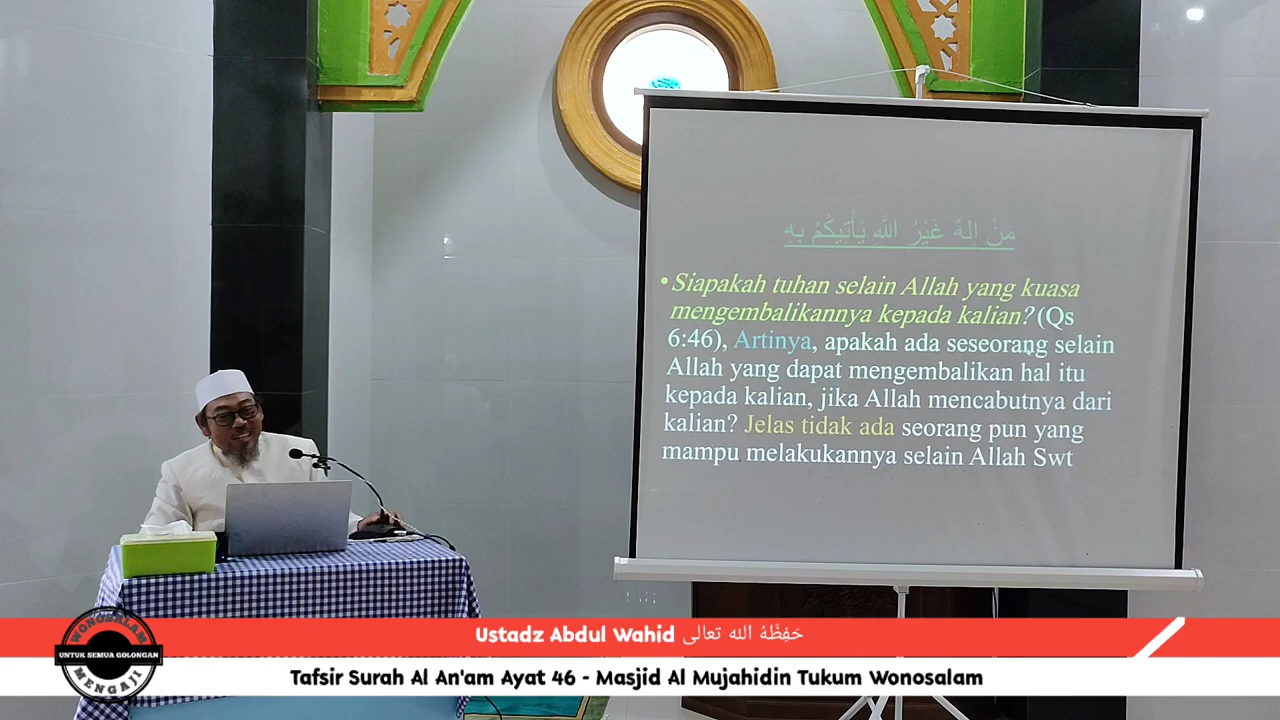 مَنْ اِلٰهٌ غَيْرُ اللّٰهِ يَأْتِيْكُمْ بِهِ
• Siapakah tuhan selain Allah yang kuasa
mengembalikannya kepada kalian? (Qs
6:46), Artinya, apakah ada seseorang selain
Allah yang dapat mengembalikan hal itu
kepada kalian, jika Allah mencabutnya dari
kalian? Jelas tidak ada seorang pun yang
mampu melakukannya selain Allah Swt
Ustadz Abdul Wahid حَفِظَهُ الله تعالى
Tafsir Surah Al An'am Ayat 46 - Masjid Al Mujahidin Tukum Wonosalam
WONOSALAM
UNTUK SEMUA GOLONGAN
MENGAJI